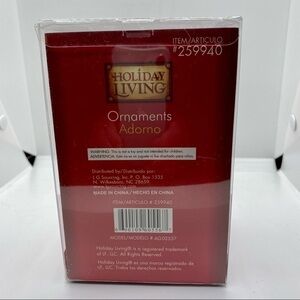 ITEM/ARTICULO
#259940
HOLIDAY
LIVING
Ornaments
Adorno
WARNING: This is not a toy and not intended for children.
ADVERTENCIA: Este no es un juguete ni fue diseñado para niños.
Distributed by/Distribuido por:
L G Sourcing, Inc. P.O. Box 1535
N. Wilkesboro, NC 28659
MADE IN CHINA/HECHO EN CHINA
ITEM/ARTICULO # 259940
MODEL/MODELO #
Holiday Living® is a registered trademark
of LF, LLC. All Rights Reserved.
Holiday Living® es una marca registrada de
LF, LLC. Todos los derechos reservados.